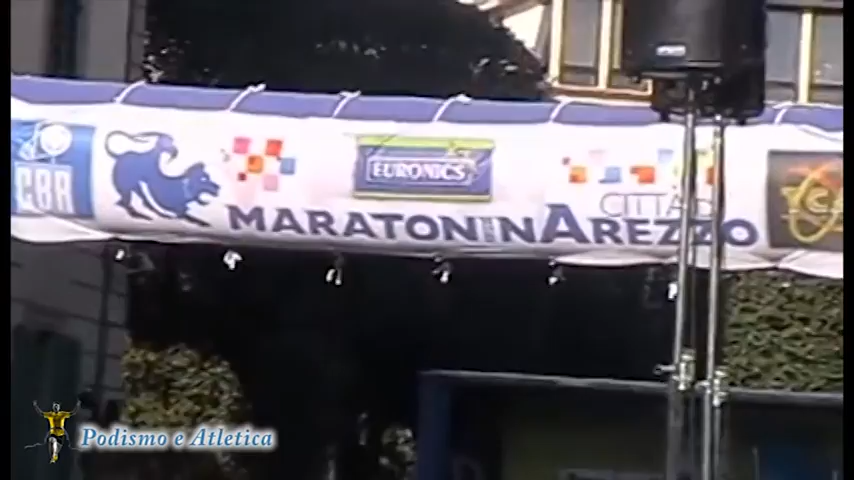 CBR
EURONICS
CITTÀ DI
MARATONINA AREZZO
Podismo e Atletica